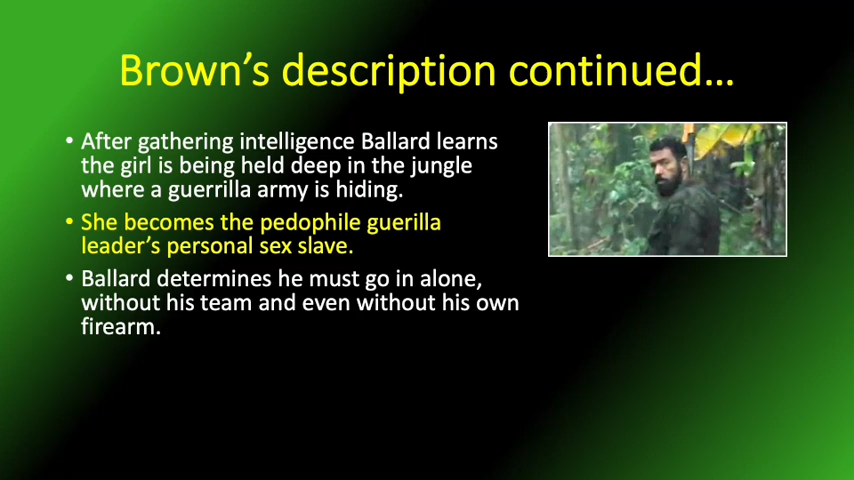 Brown's description continued…
• After gathering intelligence Ballard learns
the girl is being held deep in the jungle
where a guerrilla army is hiding.
• She becomes the pedophile guerilla
leader's personal sex slave.
• Ballard determines he must go in alone,
without his team and even without his own
firearm.